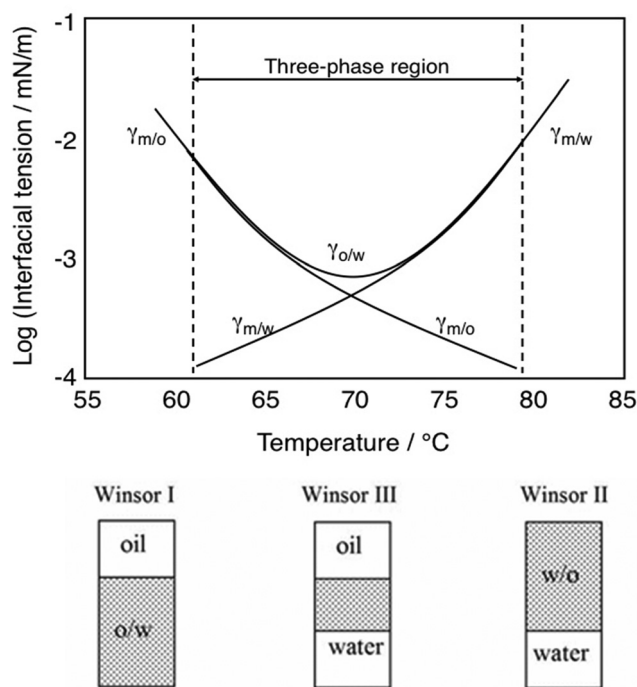 -1
Three-phase region
γm/o
-2
γm/w
Log (Interfacial tension / mN/m)
γo/w
-3
γm/w
γm/o
-4
55 60 65 70 75 80 85
Temperature / °C
Winsor I Winsor III Winsor II
oil oil w/o
o/w water water